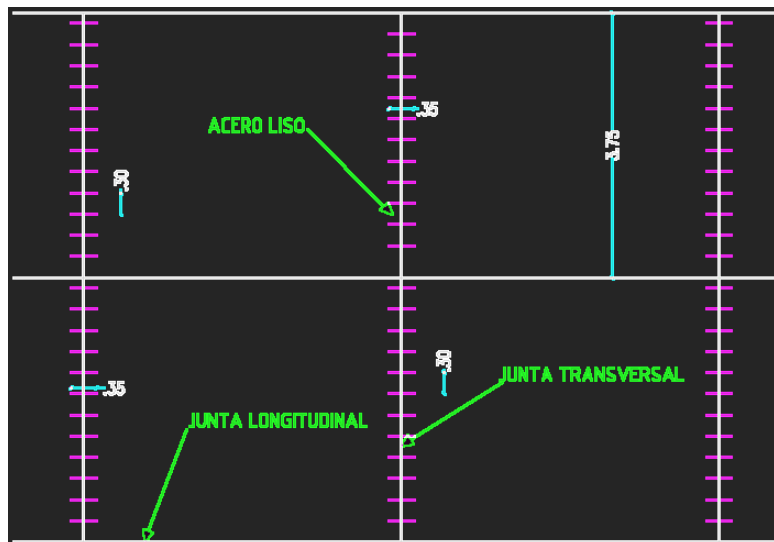 .35
ACERO LISO
3.75
.30
.30
JUNTA TRANSVERSAL
.35
JUNTA LONGITUDINAL